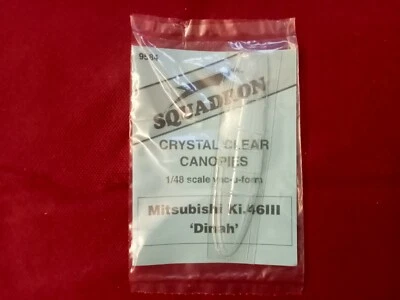 SQUADRON
CRYSTAL CLEAR
CANOPIES
1/48 scale vac-u-form
Mitsubishi Ki.46III
'Dinah'